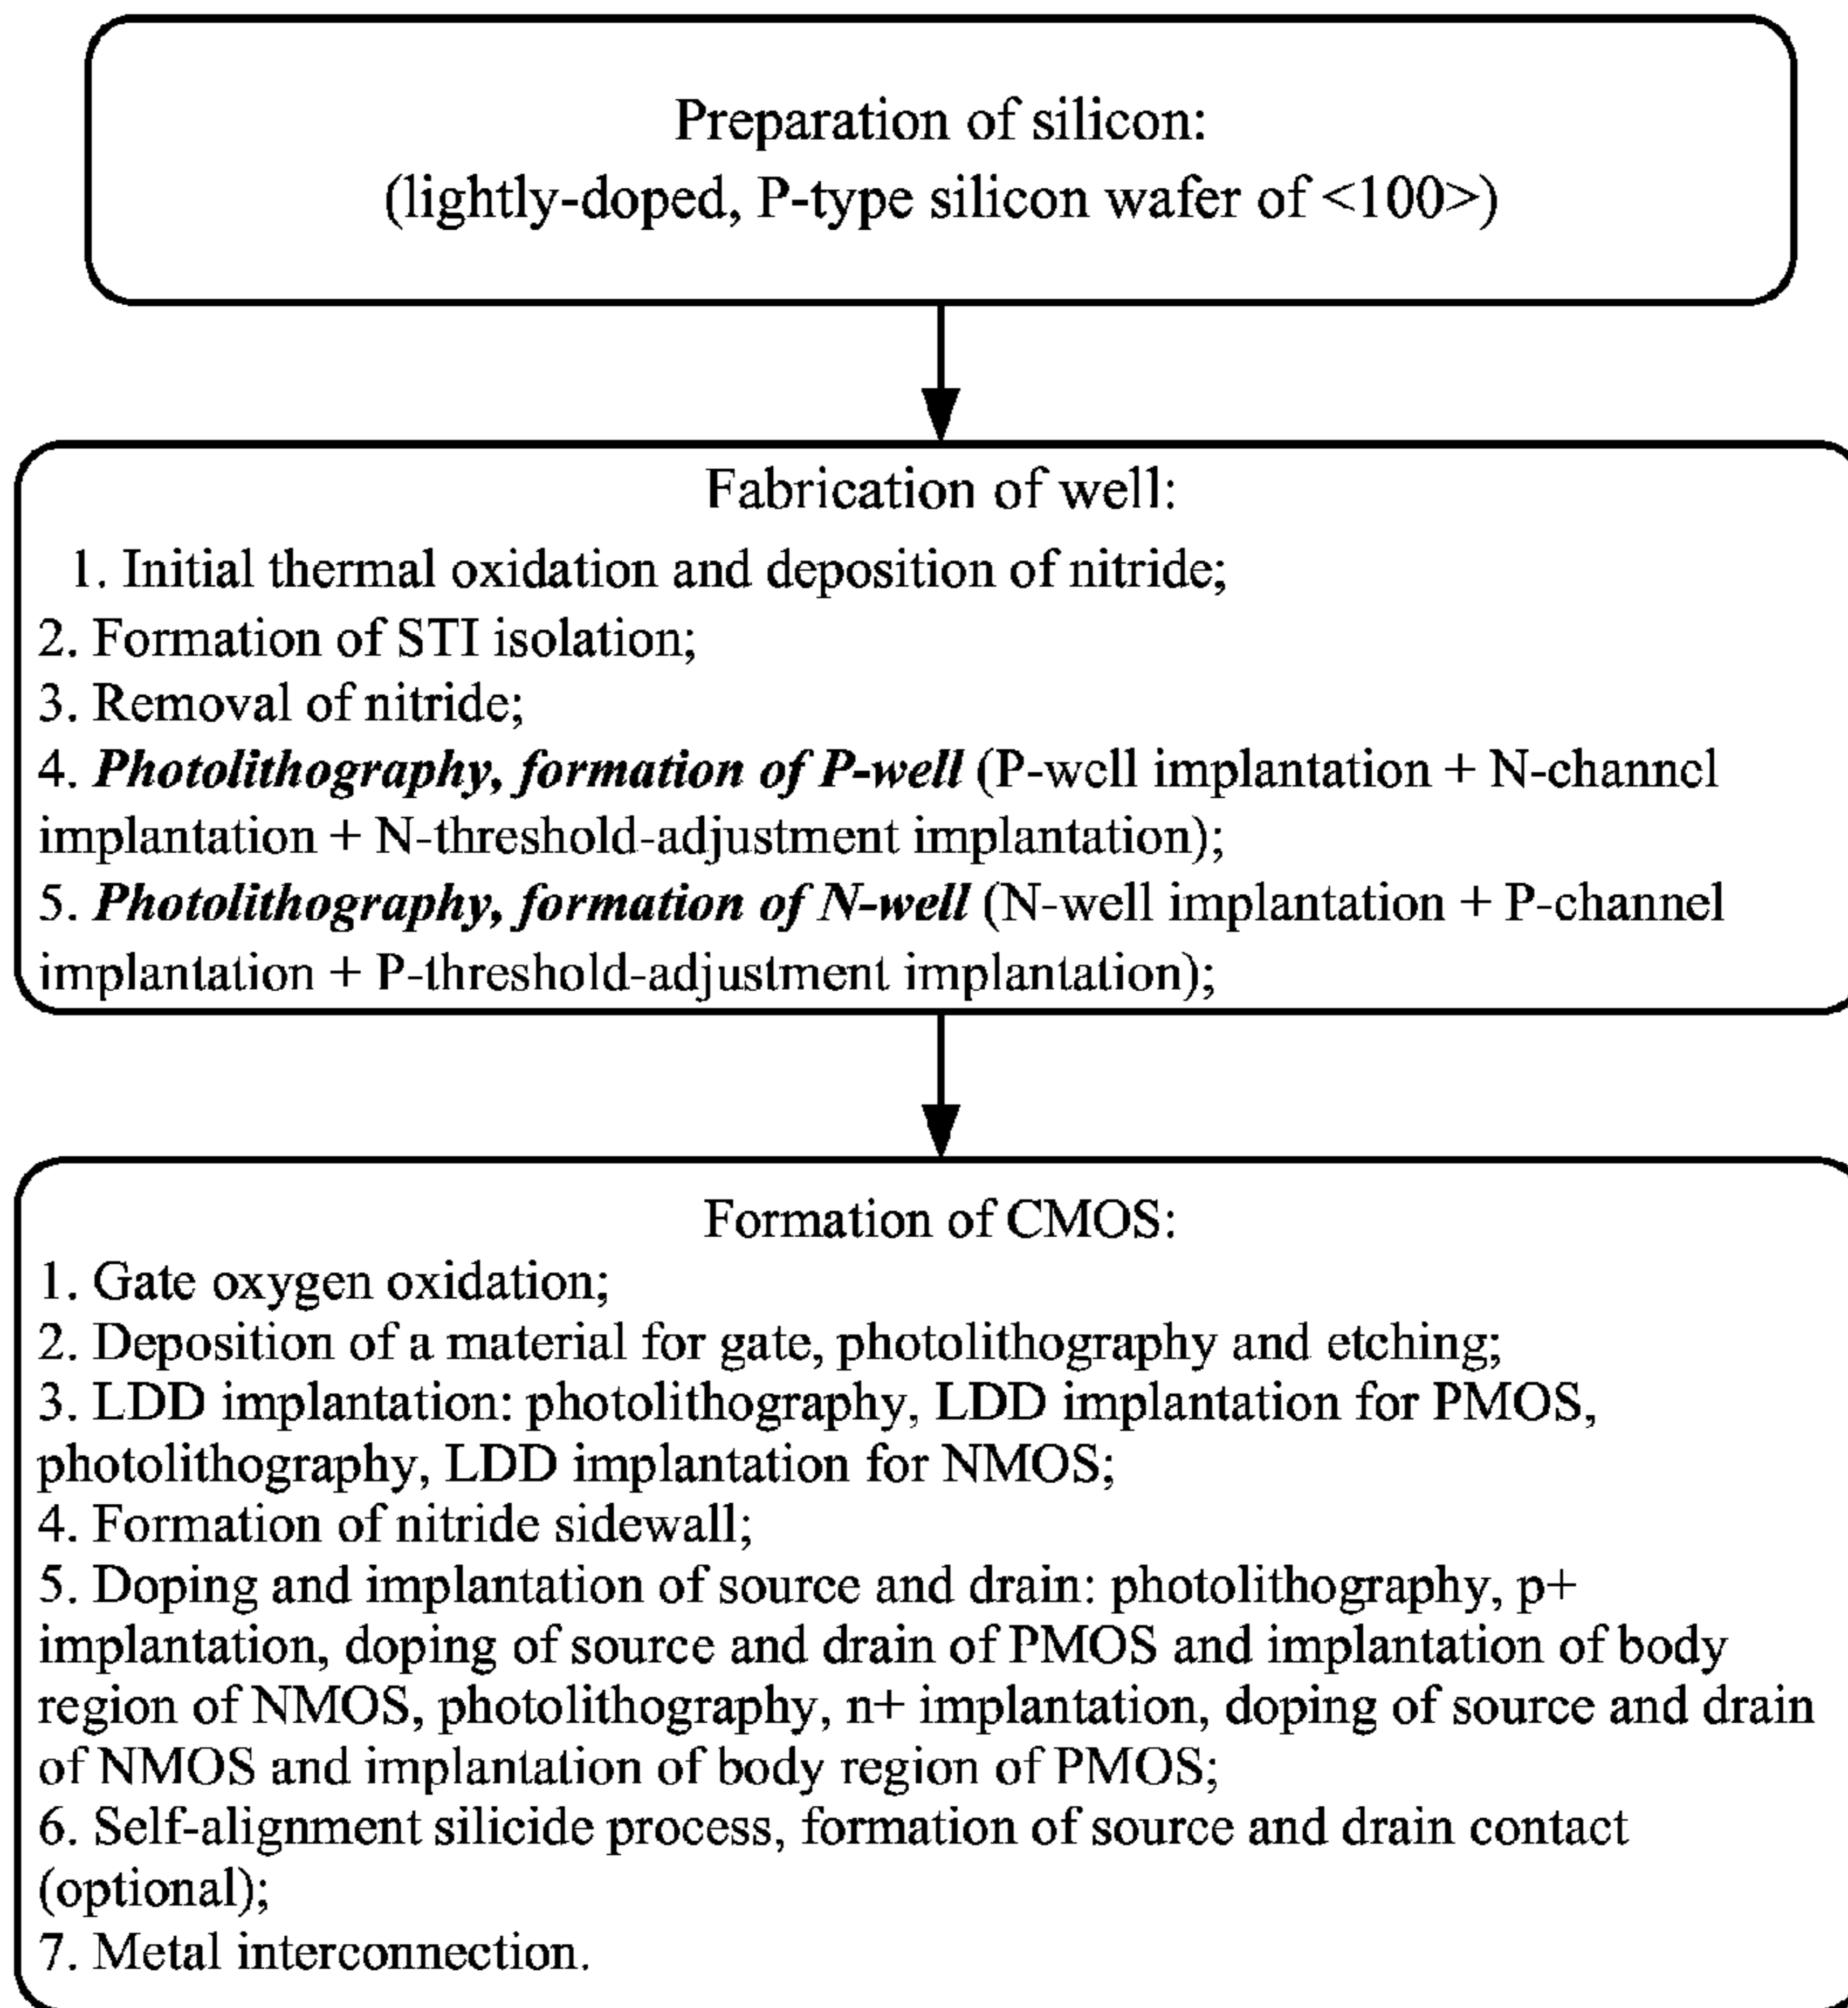 Preparation of silicon:
(lightly-doped, P-type silicon wafer of <100>)
Fabrication of well:
1. Initial thermal oxidation and deposition of nitride;
2. Formation of STI isolation;
3. Removal of nitride;
4. Photolithography, formation of P-well (P-well implantation + N-channel
implantation + N-threshold-adjustment implantation);
5. Photolithography, formation of N-well (N-well implantation + P-channel
implantation + P-threshold-adjustment implantation);
Formation of CMOS:
1. Gate oxygen oxidation;
2. Deposition of a material for gate, photolithography and etching;
3. LDD implantation: photolithography, LDD implantation for PMOS,
photolithography, LDD implantation for NMOS;
4. Formation of nitride sidewall;
5. Doping and implantation of source and drain: photolithography, p+
implantation, doping of source and drain of PMOS and implantation of body
region of NMOS, photolithography, n+ implantation, doping of source and drain
of NMOS and implantation of body region of PMOS;
6. Self-alignment silicide process, formation of source and drain contact
(optional);
7. Metal interconnection.